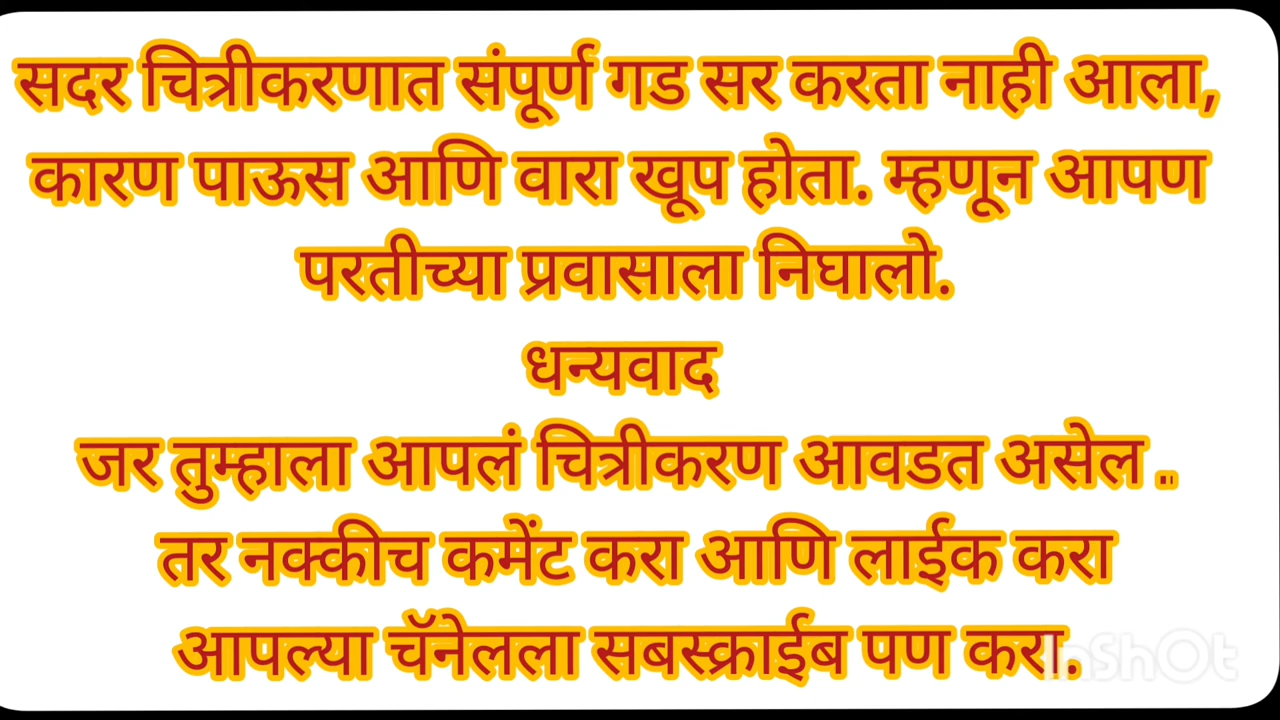 सदर चित्रीकरणात संपूर्ण गड सर करता नाही आला,
कारण पाऊस आणि वारा खूप होता. म्हणून आपण
परतीच्या प्रवासाला निघालो.
धन्यवाद
जर तुम्हाला आपलं चित्रीकरण आवडत असेल ..
तर नक्कीच कमेंट करा आणि लाईक करा
आपल्या चॅनेलला सबस्क्राईब पण करा.
InShOt